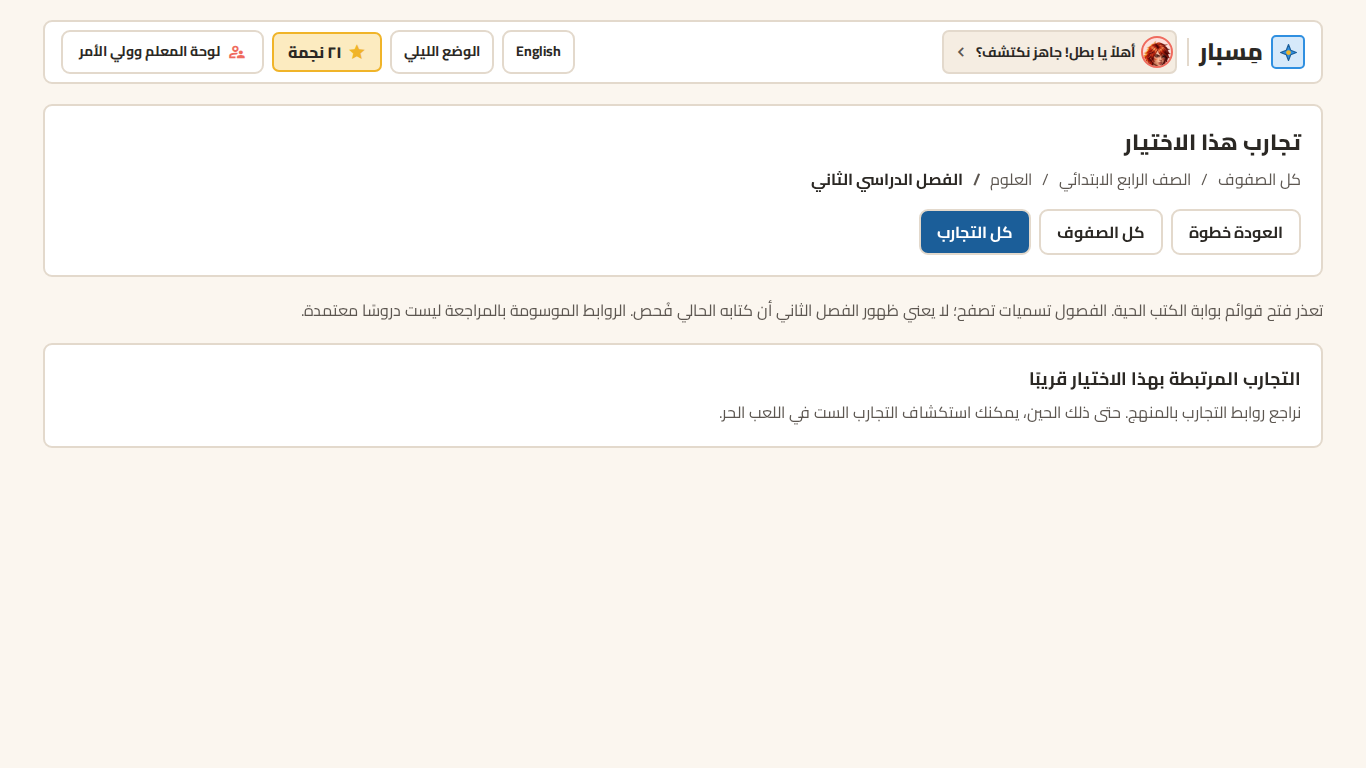 مِسبار
أهلاً يا بطل! جاهز نكتشف؟
English
الوضع الليلي
٢١ نجمة
لوحة المعلم وولي الأمر
تجارب هذا الاختيار
كل الصفوف / الصف الرابع الابتدائي / العلوم / الفصل الدراسي الثاني
العودة خطوة
كل الصفوف
كل التجارب
تعذر فتح قوائم بوابة الكتب الحية. الفصول تسميات تصفح؛ لا يعني ظهور الفصل الثاني أن كتابه الحالي فُحص. الروابط الموسومة بالمراجعة ليست دروسًا معتمدة.
التجارب المرتبطة بهذا الاختيار قريبًا
نراجع روابط التجارب بالمنهج. حتى ذلك الحين، يمكنك استكشاف التجارب الست في اللعب الحر.